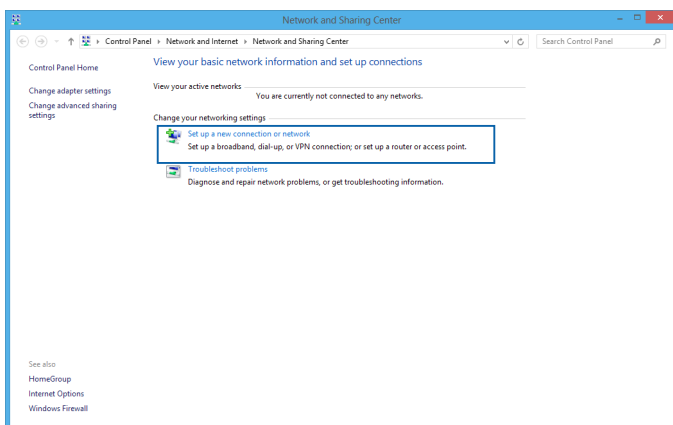 Network and Sharing Center
Control Panel ▸ Network and Internet ▸ Network and Sharing Center
Search Control Panel
Control Panel Home
Change adapter settings
Change advanced sharing
settings
View your basic network information and set up connections
View your active networks
You are currently not connected to any networks.
Change your networking settings
Set up a new connection or network
Set up a broadband, dial-up, or VPN connection; or set up a router or access point.
Troubleshoot problems
Diagnose and repair network problems, or get troubleshooting information.
See also
HomeGroup
Internet Options
Windows Firewall